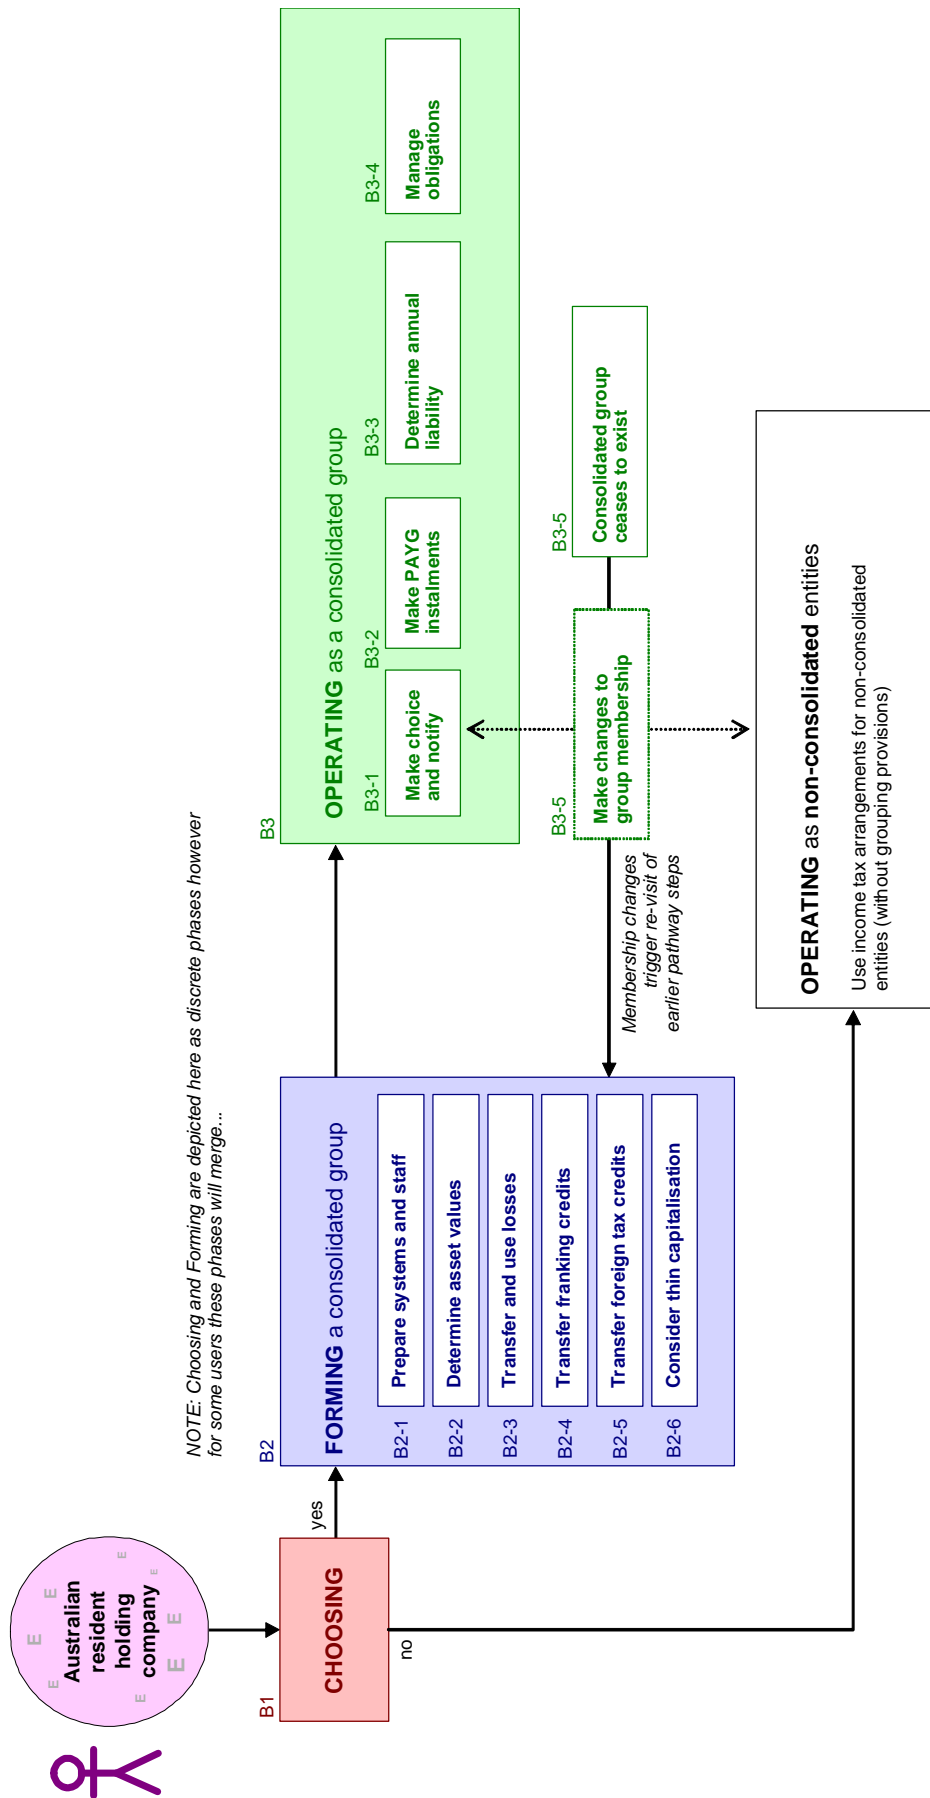 NOTE: Choosing and Forming are depicted here as discrete phases however
for some users these phases will merge...
Australian
resident
holding
company
E
E
E
E
E
E
E
E
B1
CHOOSING
yes
no
B2
FORMING a consolidated group
B2-1
Prepare systems and staff
B2-2
Determine asset values
B2-3
Transfer and use losses
B2-4
Transfer franking credits
B2-5
Transfer foreign tax credits
B2-6
Consider thin capitalisation
B3
OPERATING as a consolidated group
B3-1
Make choice
and notify
B3-2
Make PAYG
instalments
B3-3
Determine annual
liability
B3-4
Manage
obligations
Membership changes
trigger re-visit of
earlier pathway steps
B3-5
Make changes to
group membership
B3-5
Consolidated group
ceases to exist
OPERATING as non-consolidated entities
Use income tax arrangements for non-consolidated
entities (without grouping provisions)